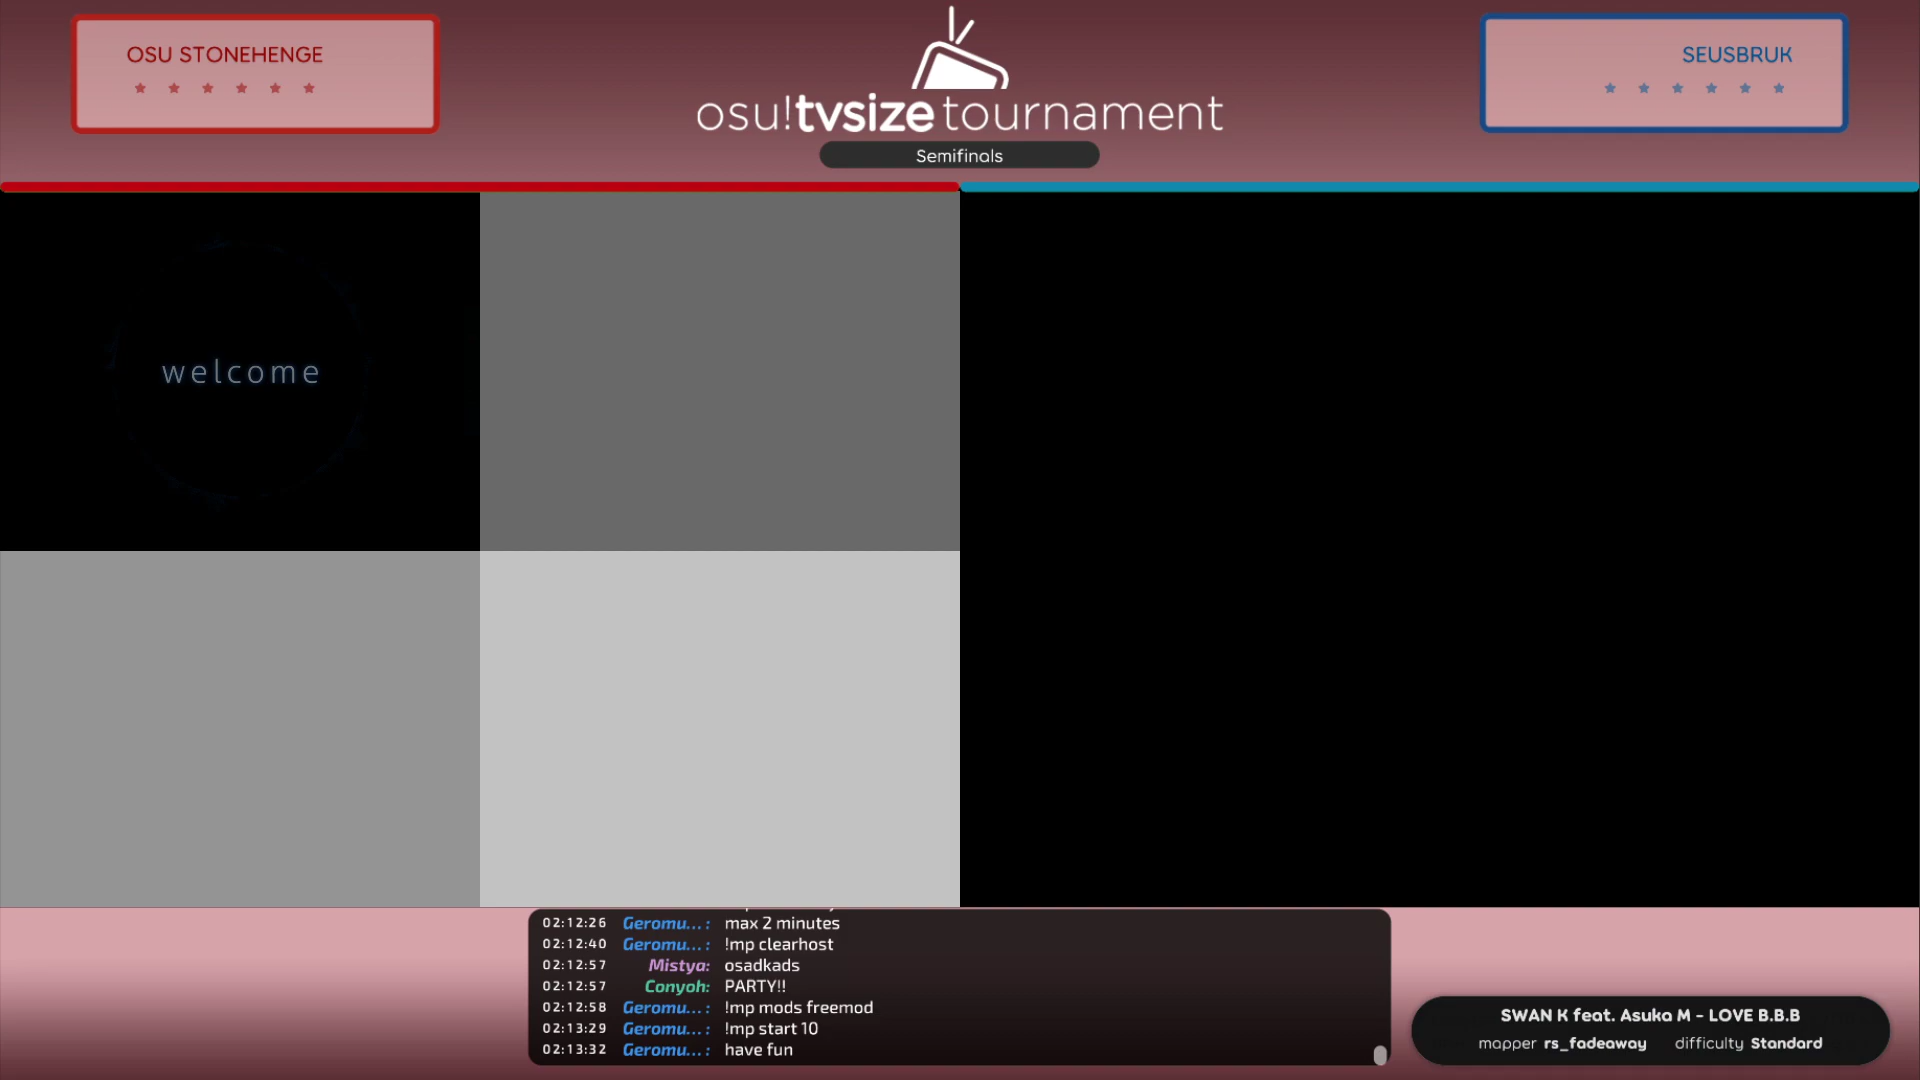 OSU STONEHENGE
osu!tvsize tournament
Semifinals
SEUSBRUK
welcome
02:12:26 Geromu...: max 2 minutes
02:12:40 Geromu...: !mp clearhost
02:12:57 Mistya: osadkads
02:12:57 Conyoh: PARTY!!
02:12:58 Geromu...: !mp mods freemod
02:13:29 Geromu...: !mp start 10
02:13:32 Geromu...: have fun
SWAN K feat. Asuka M - LOVE B.B.B
mapper rs_fadeaway difficulty Standard